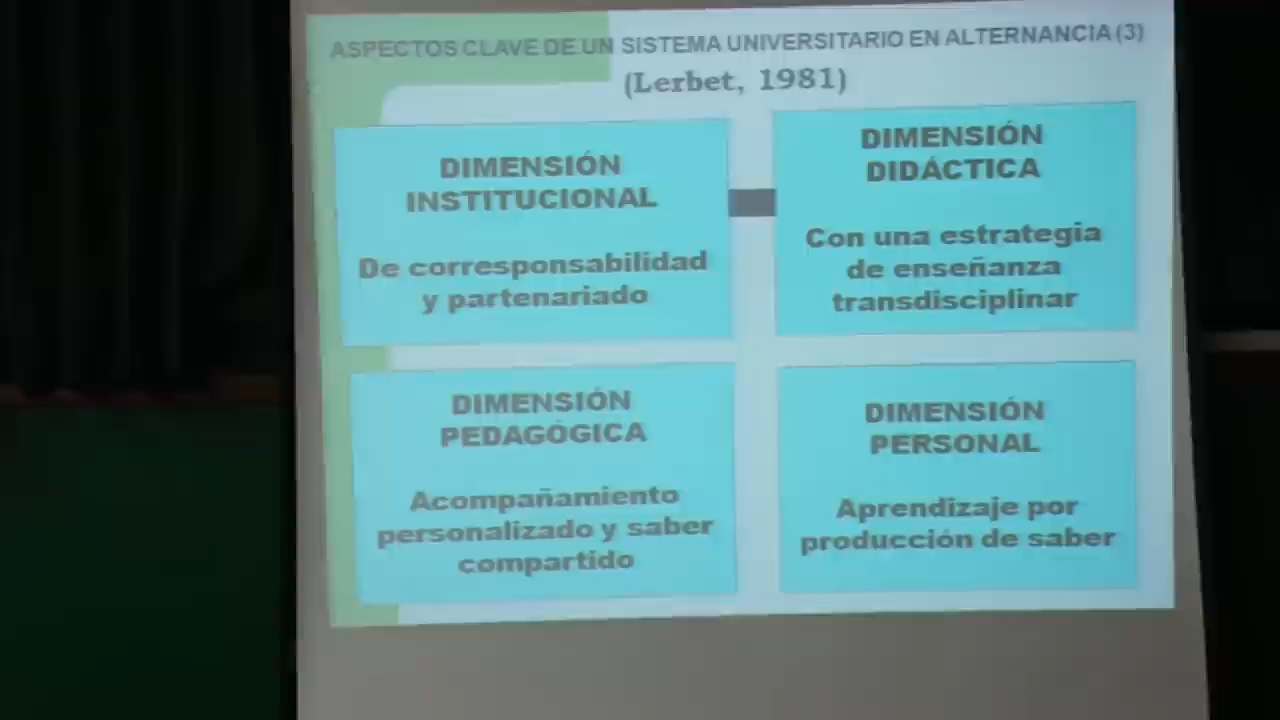 ASPECTOS CLAVE DE UN SISTEMA UNIVERSITARIO EN ALTERNANCIA (3)
(Lerbet, 1981)
DIMENSIÓN
INSTITUCIONAL
De corresponsabilidad
y partenariado
DIMENSIÓN
DIDÁCTICA
Con una estrategia
de enseñanza
transdisciplinar
DIMENSIÓN
PEDAGÓGICA
Acompañamiento
personalizado y saber
compartido
DIMENSIÓN
PERSONAL
Aprendizaje por
producción de saber